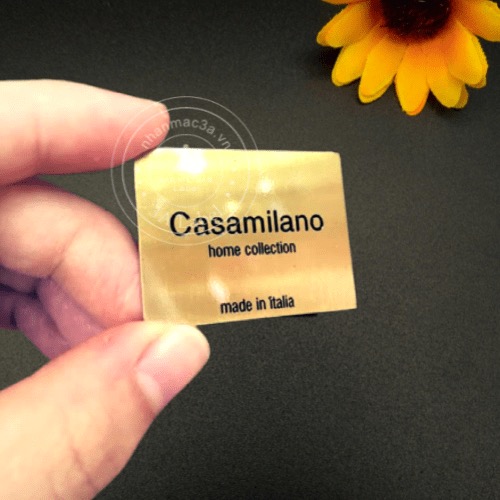 nhanmac3a.vn
Casamilano
home collection
made in italia